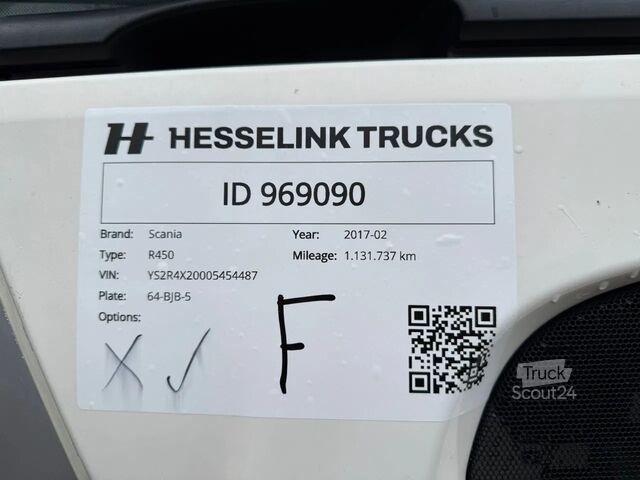 H HESSELINK TRUCKS
ID 969090
Brand: Scania Year: 2017-02
Type: R450 Mileage: 1.131.737 km
VIN: YS2R4X20005454487
Plate: 64-BJB-5
Options:
X ✓ F
Truck
Scout24